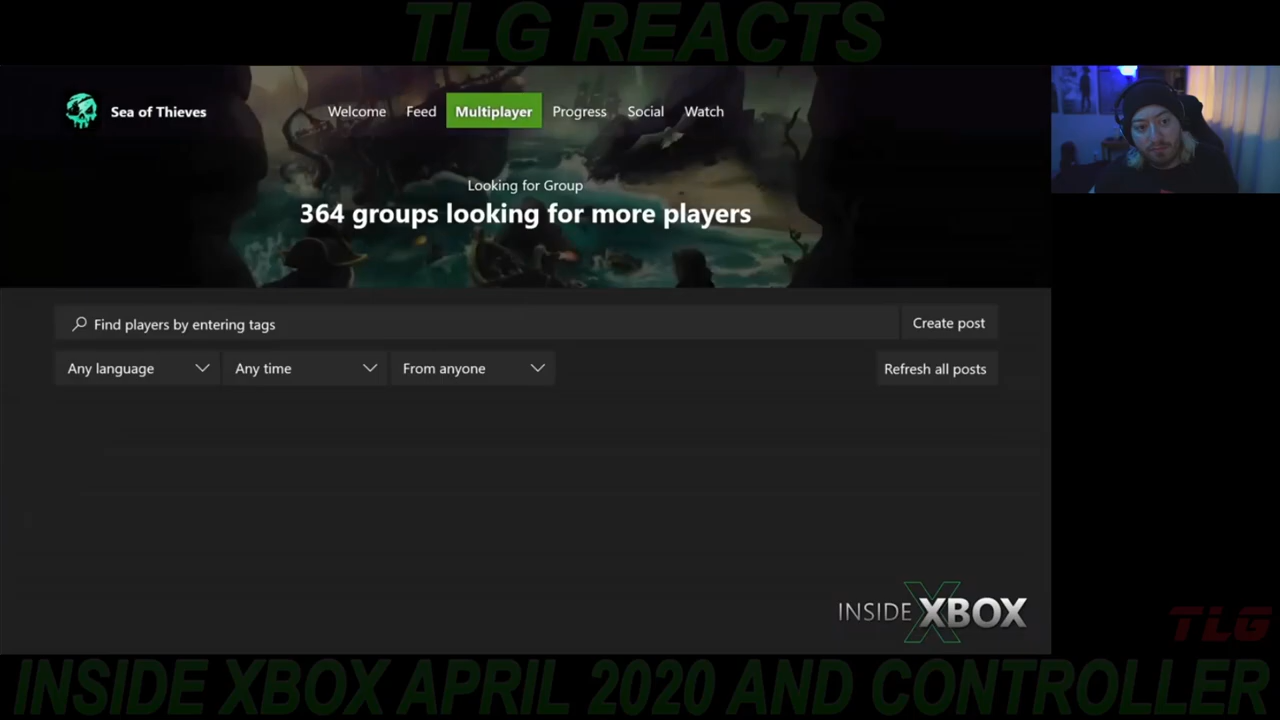 TLG REACTS
Sea of Thieves
Welcome Feed Multiplayer Progress Social Watch
Looking for Group
364 groups looking for more players
Find players by entering tags
Create post
Any language Any time From anyone Refresh all posts
INSIDE XBOX
TLG
INSIDE XBOX APRIL 2020 AND CONTROLLER